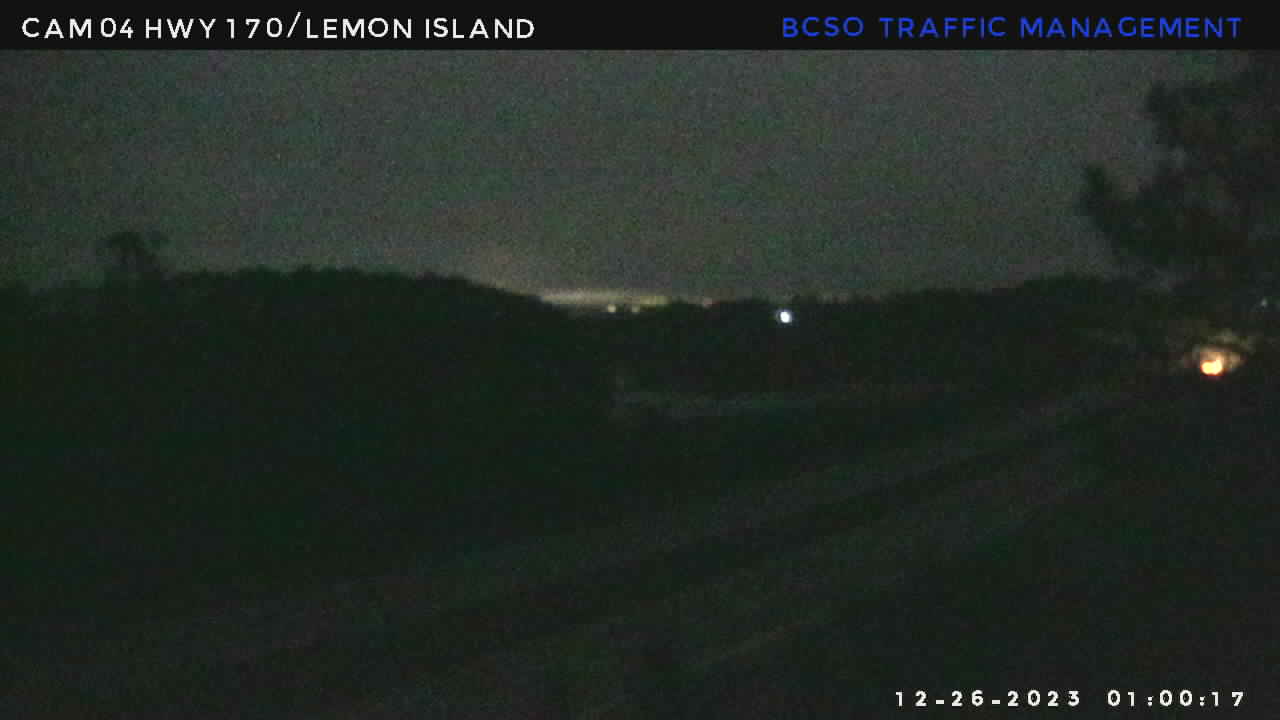 CAM04 HWY 170/LEMON ISLAND
BCSO TRAFFIC MANAGEMENT
12-26-2023 01:00:17